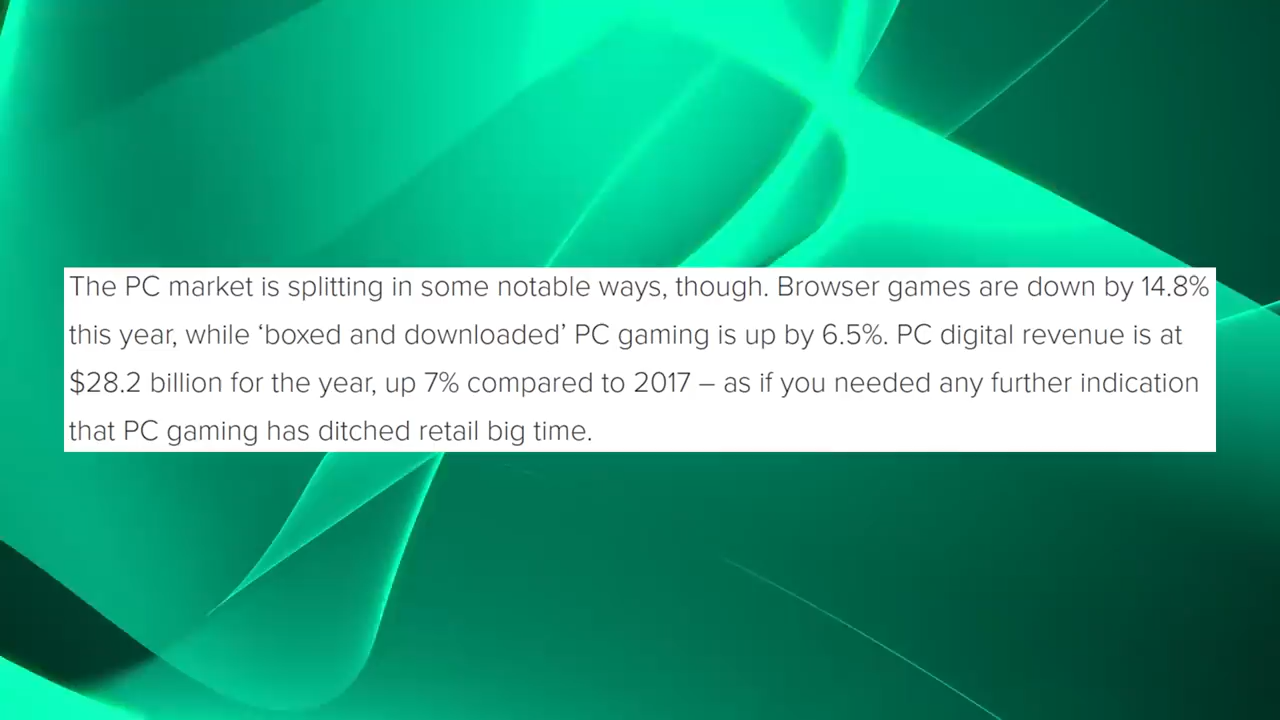 The PC market is splitting in some notable ways, though. Browser games are down by 14.8%
this year, while ‘boxed and downloaded’ PC gaming is up by 6.5%. PC digital revenue is at
$28.2 billion for the year, up 7% compared to 2017 – as if you needed any further indication
that PC gaming has ditched retail big time.